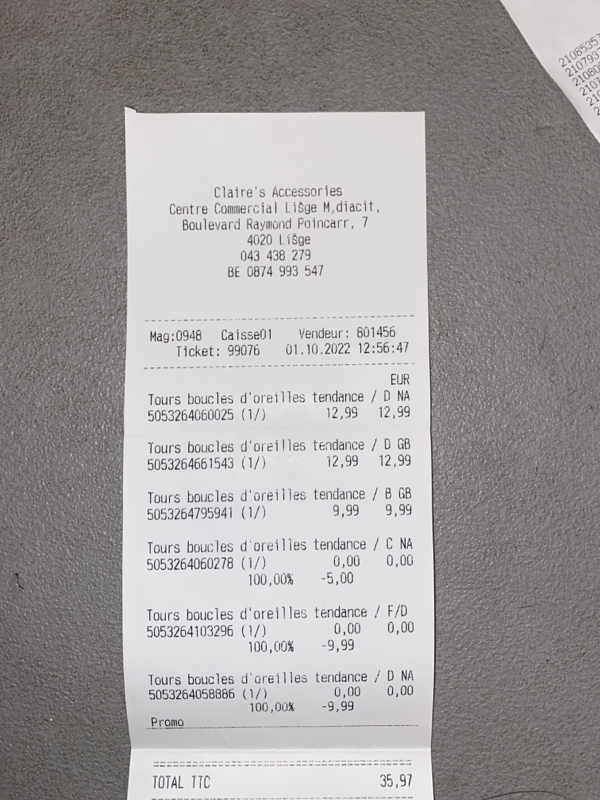 Claire's Accessories
Centre Commercial LiŠge M‚diacit‚
Boulevard Raymond Poincarr‚ 7
4020 LiŠge
043 438 279
BE 0874 993 547
Mag:0948 Caisse01 Vendeur: 801456
Ticket: 99076 01.10.2022 12:56:47
EUR
Tours boucles d'oreilles tendance / D NA
5053264060025 (1/) 12,99 12,99
Tours boucles d'oreilles tendance / D GB
5053264661543 (1/) 12,99 12,99
Tours boucles d'oreilles tendance / B GB
5053264795941 (1/) 9,99 9,99
Tours boucles d'oreilles tendance / C NA
5053264060278 (1/) 0,00 0,00
100,00% -5,00
Tours boucles d'oreilles tendance / F/D
5053264103296 (1/) 0,00 0,00
100,00% -9,99
Tours boucles d'oreilles tendance / D NA
5053264058886 (1/) 0,00 0,00
100,00% -9,99
Promo
TOTAL TTC 35,97